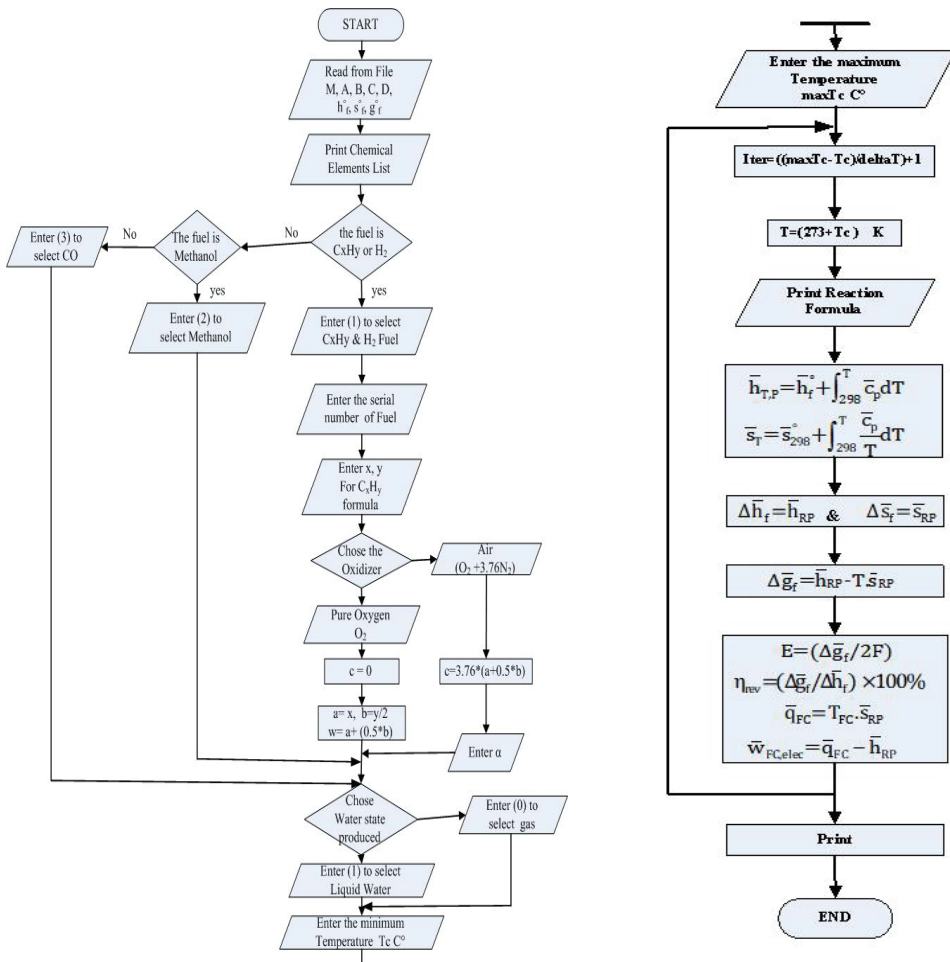 START
Read from File
M, A, B, C, D,
h°f, s°f, g°f
Print Chemical
Elements List
the fuel is
CxHy or H₂
No
The fuel is
Methanol
No
Enter (3) to
select CO
yes
Enter (2) to
select Methanol
yes
Enter (1) to select
CxHy & H₂ Fuel
Enter the serial
number of Fuel
Enter x, y
For CₓHᵧ
formula
Chose the
Oxidizer
Air
(O₂ +3.76N₂)
Pure Oxygen
O₂
c = 0
c=3.76*(a+0.5*b)
a= x, b=y/2
w= a+ (0.5*b)
Enter α
Chose
Water state
produced
Enter (0) to
select gas
Enter (1) to select
Liquid Water
Enter the minimum
Temperature Tc C°
Enter the maximum
Temperature
maxTc C°
Iter=((maxTc-Tc)/deltaT)+1
T=(273+Tc) K
Print Reaction
Formula
h̄T,P=h̄°f+∫²⁹⁸ᵀ c̄p dT
s̄T=s̄°298+∫²⁹⁸ᵀ c̄p/T dT
Δh̄f=h̄RP & Δs̄f=s̄RP
Δḡf=h̄RP-T.s̄RP
E=(Δḡf/2F)
ηrev=(Δḡf/Δh̄f) ×100%
q̄FC=TFC.s̄RP
w̄FC,elec=q̄FC−h̄RP
Print
END